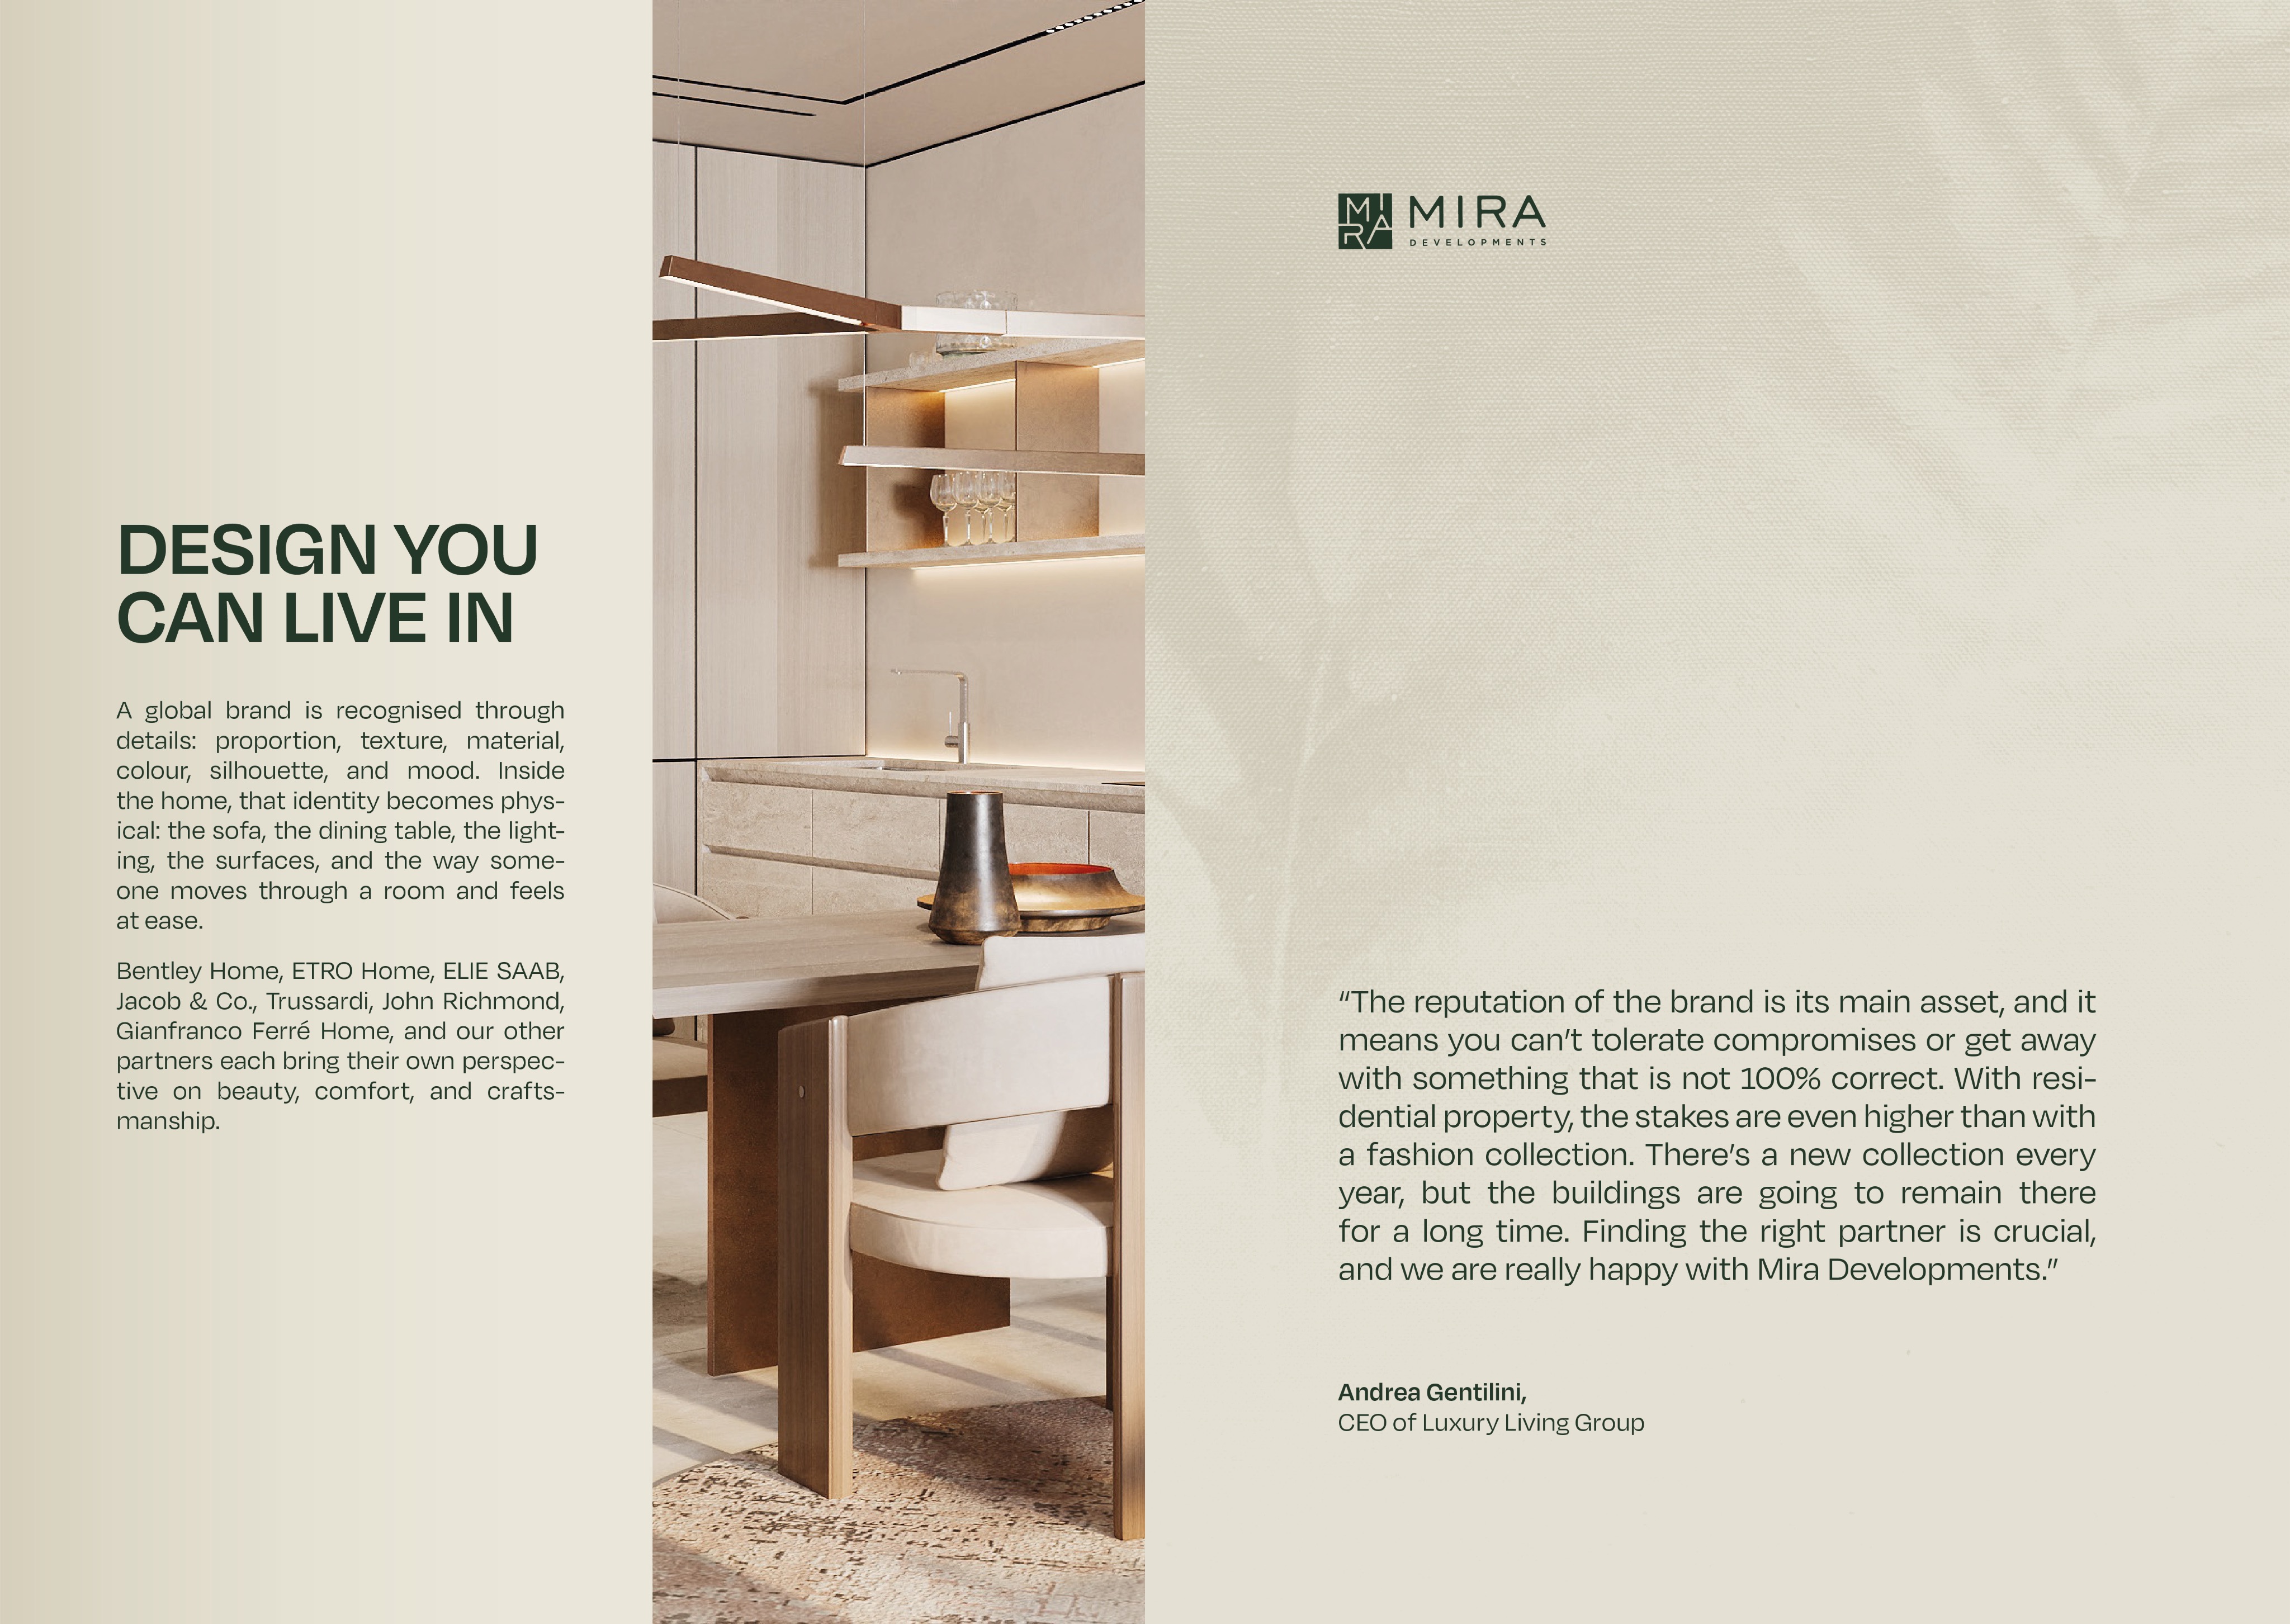 DESIGN YOU
CAN LIVE IN
A global brand is recognised through
details: proportion, texture, material,
colour, silhouette, and mood. Inside
the home, that identity becomes phys-
ical: the sofa, the dining table, the light-
ing, the surfaces, and the way some-
one moves through a room and feels
at ease.
Bentley Home, ETRO Home, ELIE SAAB,
Jacob & Co., Trussardi, John Richmond,
Gianfranco Ferré Home, and our other
partners each bring their own perspec-
tive on beauty, comfort, and crafts-
manship.
MIRA
MIRA
DEVELOPMENTS
“The reputation of the brand is its main asset, and it
means you can’t tolerate compromises or get away
with something that is not 100% correct. With resi-
dential property, the stakes are even higher than with
a fashion collection. There’s a new collection every
year, but the buildings are going to remain there
for a long time. Finding the right partner is crucial,
and we are really happy with Mira Developments.”
Andrea Gentilini,
CEO of Luxury Living Group